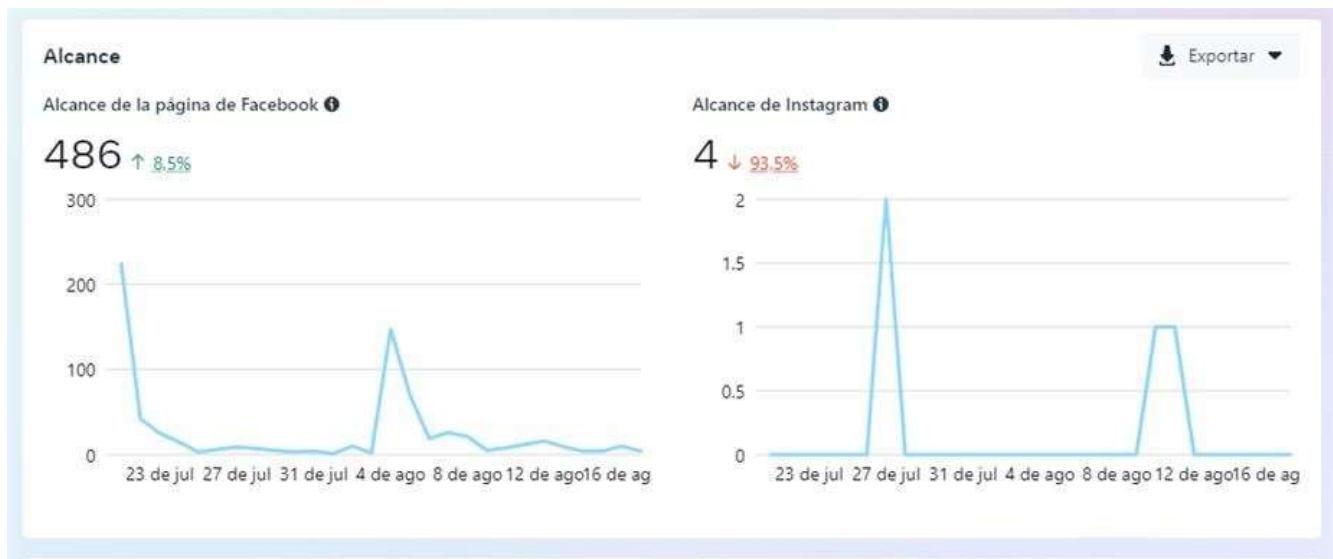 Alcance
Exportar
Alcance de la página de Facebook
486 ↑ 8,5%
300
200
100
0
23 de jul 27 de jul 31 de jul 4 de ago 8 de ago 12 de ago16 de ag
Alcance de Instagram
4 ↓ 93,5%
2
1.5
1
0.5
0
23 de jul 27 de jul 31 de jul 4 de ago 8 de ago 12 de ago16 de ag